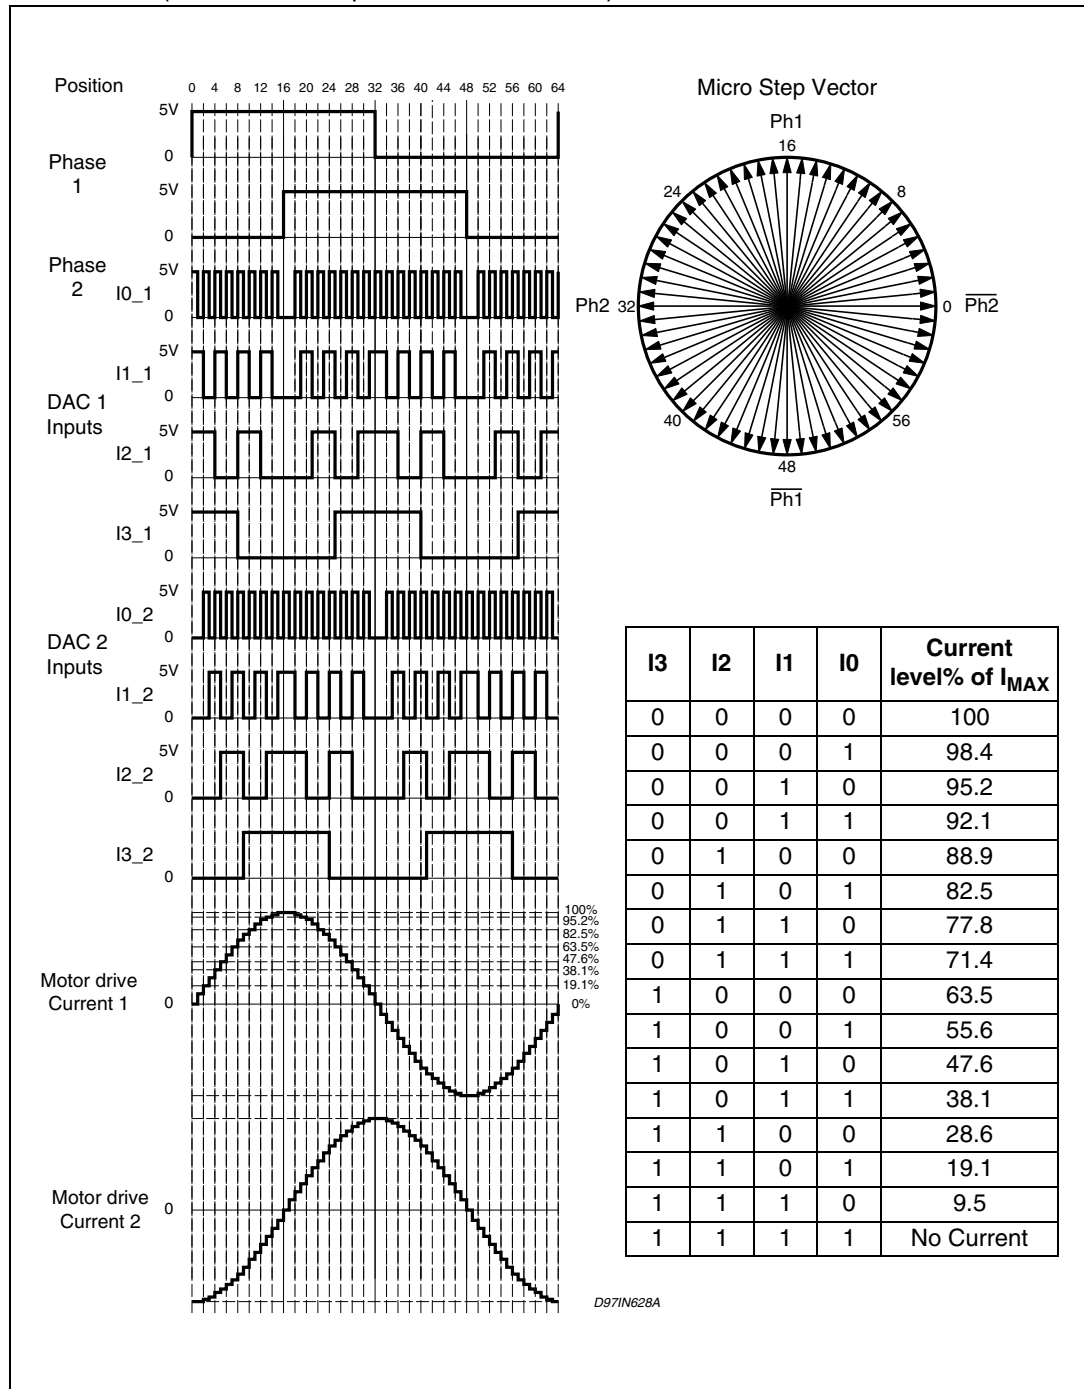 Position
0 4 8 12 16 20 24 28 32 36 40 44 48 52 56 60 64
5V
0
Phase
1
5V
0
Phase
2
5V
I0_1
0
5V
I1_1
0
DAC 1
Inputs
5V
I2_1
0
5V
I3_1
0
5V
I0_2
0
DAC 2
Inputs
5V
I1_2
0
5V
I2_2
0
I3_2
0
100%
95.2%
82.5%
63.5%
47.6%
38.1%
19.1%
0%
Motor drive
Current 1
0
Motor drive
Current 2
0
Micro Step Vector
Ph1
16
24
8
Ph2 32
0 Ph2
40
56
48
Ph1
I3 I2 I1 I0 Current
level% of IMAX
0 0 0 0 100
0 0 0 1 98.4
0 0 1 0 95.2
0 0 1 1 92.1
0 1 0 0 88.9
0 1 0 1 82.5
0 1 1 0 77.8
0 1 1 1 71.4
1 0 0 0 63.5
1 0 0 1 55.6
1 0 1 0 47.6
1 0 1 1 38.1
1 1 0 0 28.6
1 1 0 1 19.1
1 1 1 0 9.5
1 1 1 1 No Current
D97IN628A